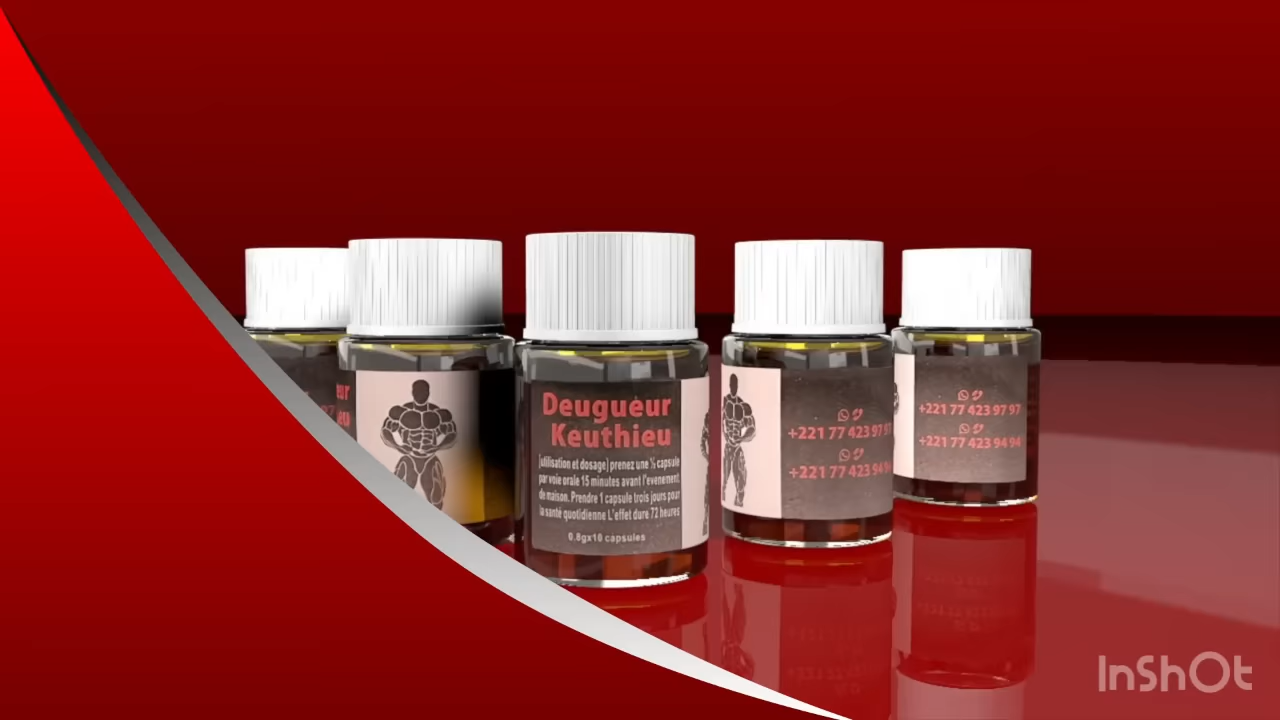 Deugueur
Keuthieu
[utilisation et dosage] prenez une ½ capsule
par voie orale 15 minutes avant l'evenement
de maison. Prendre 1 capsule trois jours pour
la santé quotidienne L'effet dure 72 heures
0.8gx10 capsules
+221 77 423 97 97
+221 77 423 94 94
+221 77 423 97 97
+221 77 423 94 94
InShOt